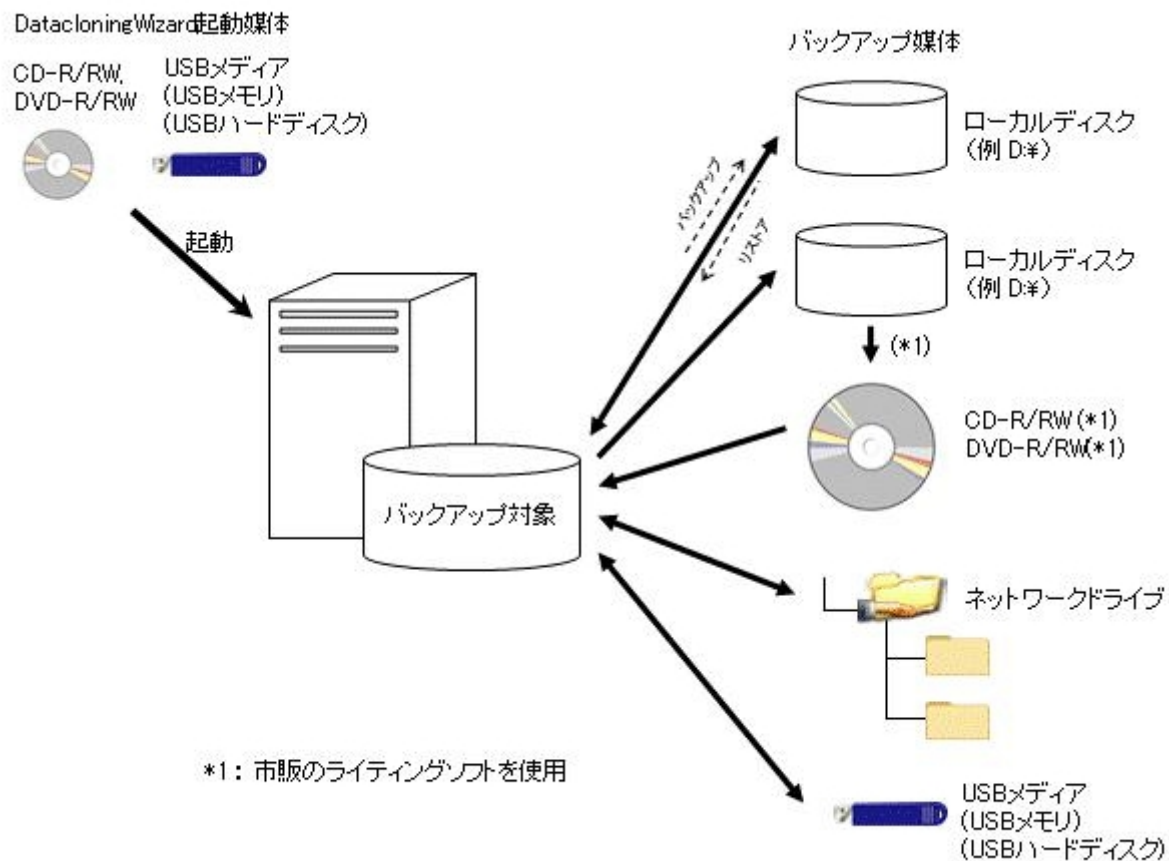 DatacloningWizard起動媒体
CD-R/RW,
DVD-R/RW
USBメディア
(USBメモリ)
(USBハードディスク)
起動
バックアップ対象
バックアップ媒体
バックアップ
リストア
ローカルディスク
(例 D:¥)
ローカルディスク
(例 D:¥)
(*1)
CD-R/RW(*1)
DVD-R/RW(*1)
ネットワークドライブ
USBメディア
(USBメモリ)
(USBハードディスク)
*1: 市販のライティングソフトを使用